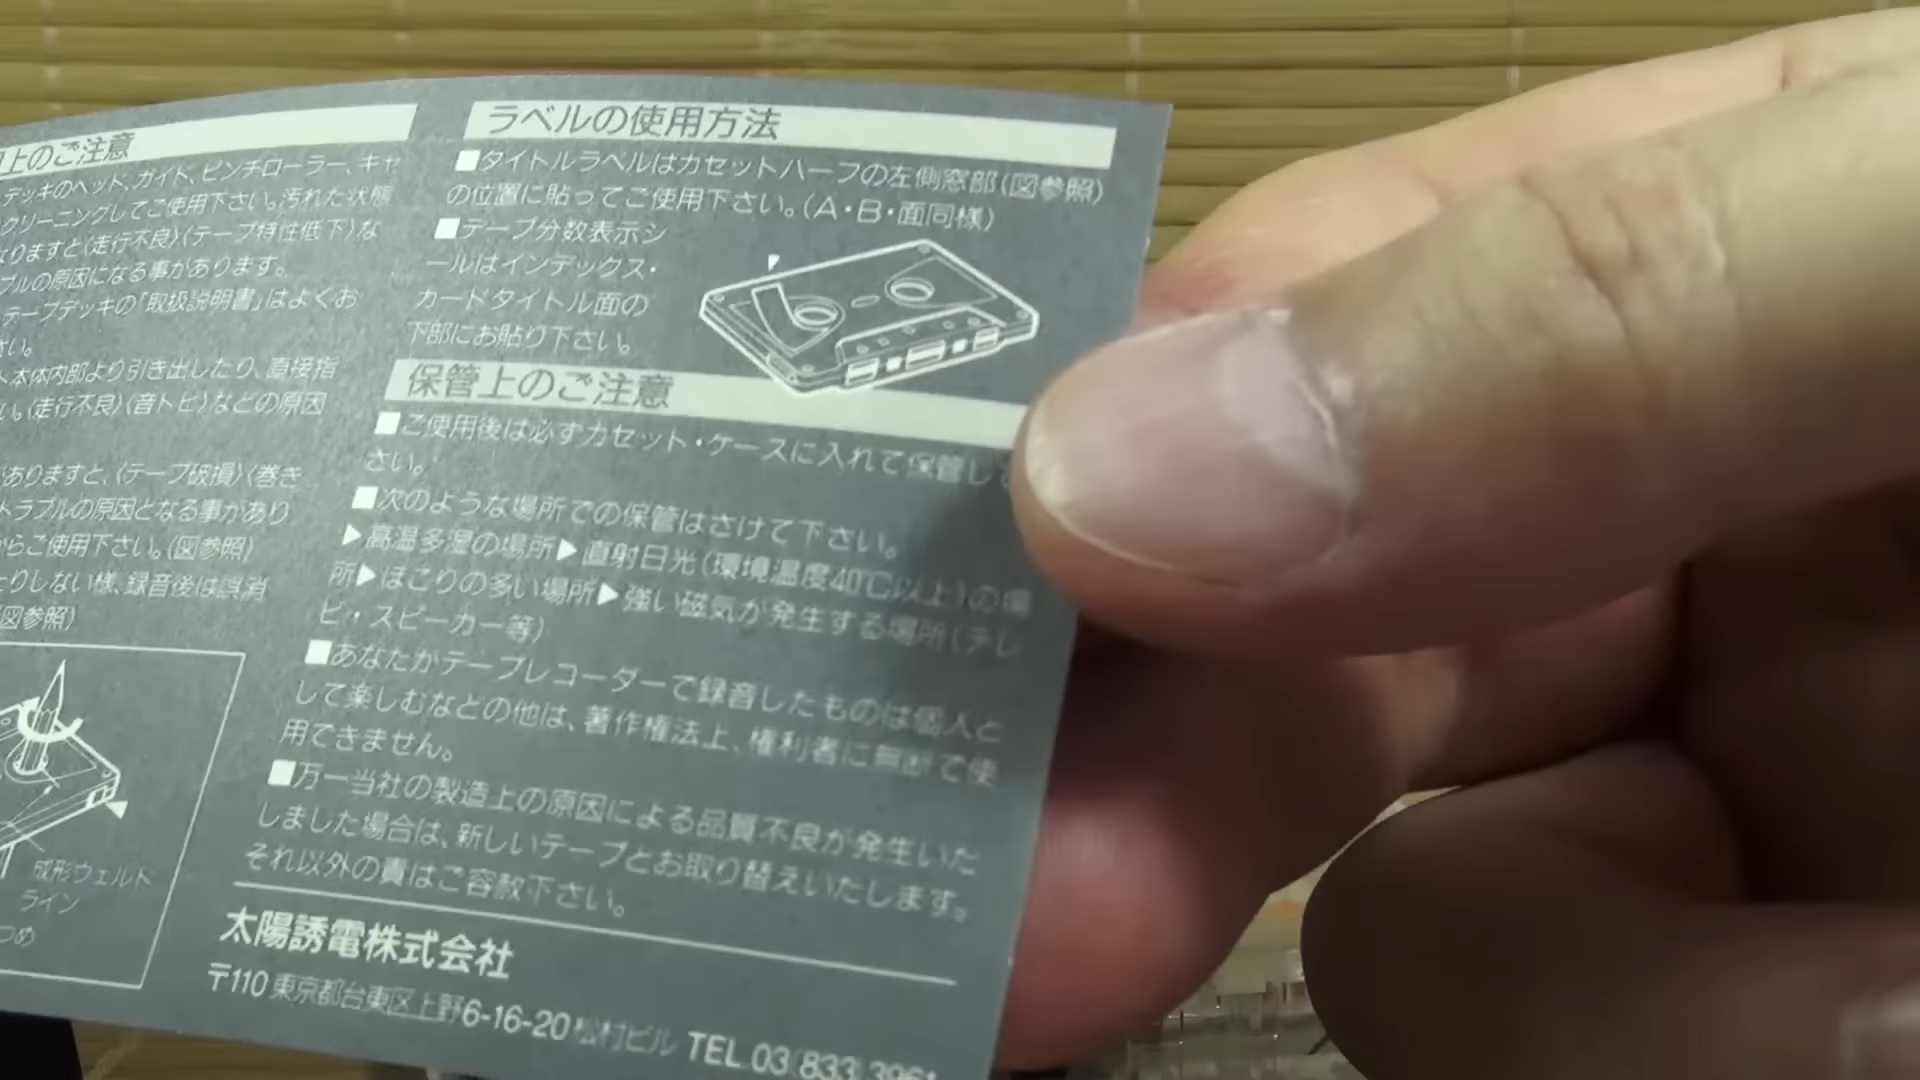 上のご注意
デッキのヘッド、ガイド、ピンチローラー、キャ
クリーニングしてご使用下さい。汚れた状態
なりますと〈走行不良〉〈テープ特性低下〉な
ブルの原因になる事があります。
テープデッキの「取扱説明書」はよくお
さい。
ト本体内部より引き出したり、直接指
い。〈走行不良〉〈音トビ〉などの原因
がありますと、〈テープ破損〉〈巻き
トラブルの原因となる事があり
からご使用下さい。(図参照)
たりしない様、録音後は誤消
図参照)
成形ウェルト
ライン
つめ
ラベルの使用方法
■タイトルラベルはカセットハーフの左側窓部(図参照)
の位置に貼ってご使用下さい。(A・B・面同様)
■テープ分数表示シ
ールはインデックス・
カードタイトル面の
下部にお貼り下さい。
保管上のご注意
■ご使用後は必ずカセット・ケースに入れて保管し
さい。
■次のような場所での保管はさけて下さい。
▶高温多湿の場所▶直射日光(環境温度40℃以上)の場
所▶ほこりの多い場所▶強い磁気が発生する場所(テレ
ビ・スピーカー等)
■あなたがテープレコーダーで録音したものは個人と
して楽しむなどの他は、著作権法上、権利者に無断で使
用できません。
■万一当社の製造上の原因による品質不良が発生いた
しました場合は、新しいテープとお取り替えいたします。
それ以外の責はご容赦下さい。
太陽誘電株式会社
〒110 東京都台東区上野6-16-20 松村ビル TEL.03(833)3961